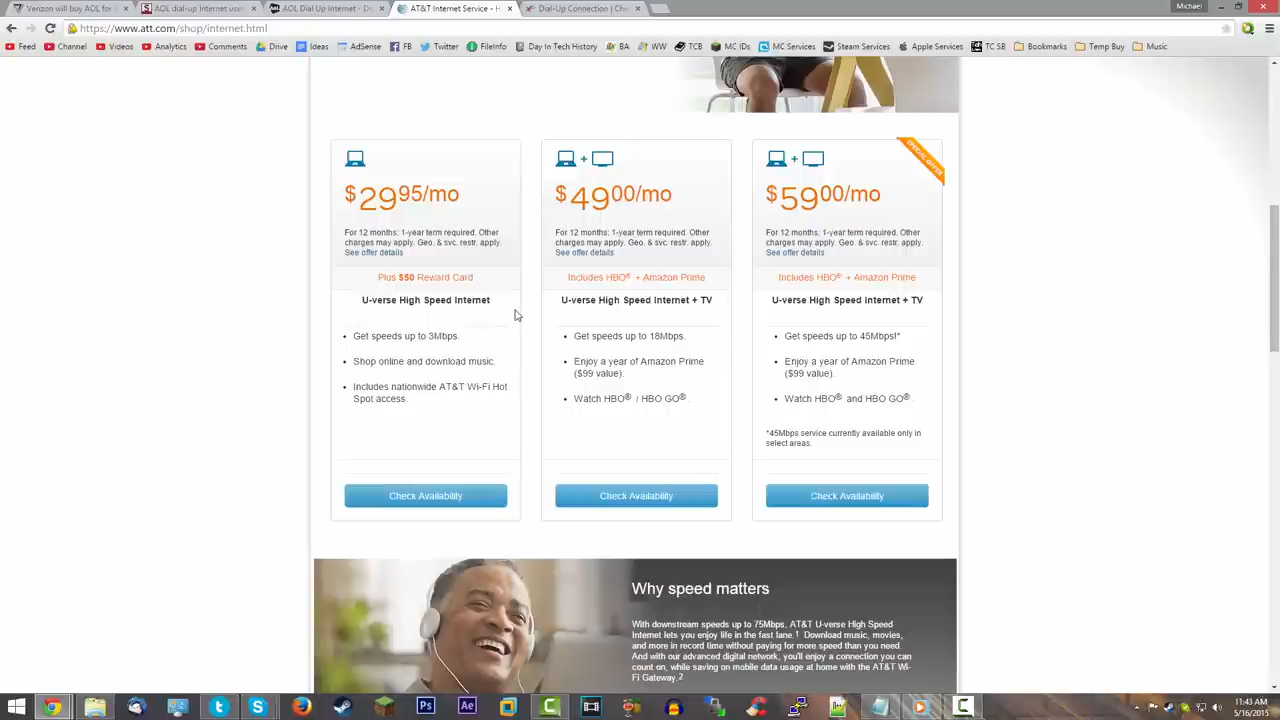 Verizon will buy AOL for
AOL dial-up Internet user
AOL Dial Up Internet - D
AT&T Internet Service - H
Dial-Up Connection | Che
Michael
https://www.att.com/shop/internet.html
Feed
Channel
Videos
Analytics
Comments
Drive
Ideas
AdSense
FB
Twitter
FileInfo
Day In Tech History
BA
WW
TCB
MC IDs
MC Services
Steam Services
Apple Services
TC SB
Bookmarks
Temp Buy
Music
$29.95/mo
For 12 months; 1-year term required. Other
charges may apply. Geo. & svc. restr. apply.
See offer details
Plus $50 Reward Card
U-verse High Speed Internet
Get speeds up to 3Mbps.
Shop online and download music.
Includes nationwide AT&T Wi-Fi Hot
Spot access.
Check Availability
$49.00/mo
For 12 months; 1-year term required. Other
charges may apply. Geo. & svc. restr. apply.
See offer details
Includes HBO® + Amazon Prime
U-verse High Speed Internet + TV
Get speeds up to 18Mbps.
Enjoy a year of Amazon Prime
($99 value).
Watch HBO® / HBO GO®.
Check Availability
SPECIAL OFFER
$59.00/mo
For 12 months; 1-year term required. Other
charges may apply. Geo. & svc. restr. apply.
See offer details
Includes HBO® + Amazon Prime
U-verse High Speed Internet + TV
Get speeds up to 45Mbps!*
Enjoy a year of Amazon Prime
($99 value).
Watch HBO® and HBO GO®.
*45Mbps service currently available only in
select areas.
Check Availability
Why speed matters
With downstream speeds up to 75Mbps, AT&T U-verse High Speed
Internet lets you enjoy life in the fast lane.1 Download music, movies,
and more in record time without paying for more speed than you need.
And with our advanced digital network, you'll enjoy a connection you can
count on, while saving on mobile data usage at home with the AT&T Wi-
Fi Gateway.2
Ps
Ae
11:43 AM
5/16/2015